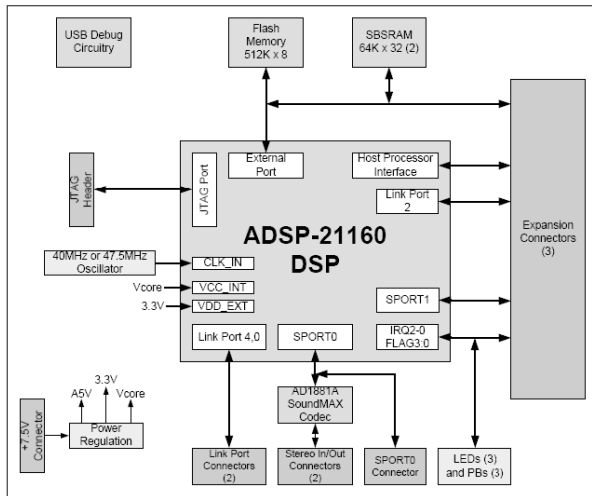 USB Debug
Circuitry
Flash
Memory
512K x 8
SBSRAM
64K x 32 (2)
JTAG
Header
JTAG Port
External
Port
Host Processor
Interface
Link Port
2
Expansion
Connectors
(3)
ADSP-21160
DSP
40MHz or 47.5MHz
Oscillator
CLK_IN
Vcore
VCC_INT
3.3V
VDD_EXT
SPORT1
Link Port 4,0
SPORT0
IRQ2-0
FLAG3:0
AD1881A
SoundMAX
Codec
3.3V
A5V
Vcore
+7.5V
Connector
Power
Regulation
Link Port
Connectors
(2)
Stereo In/Out
Connectors
(2)
SPORT0
Connector
LEDs (3)
and PBs (3)